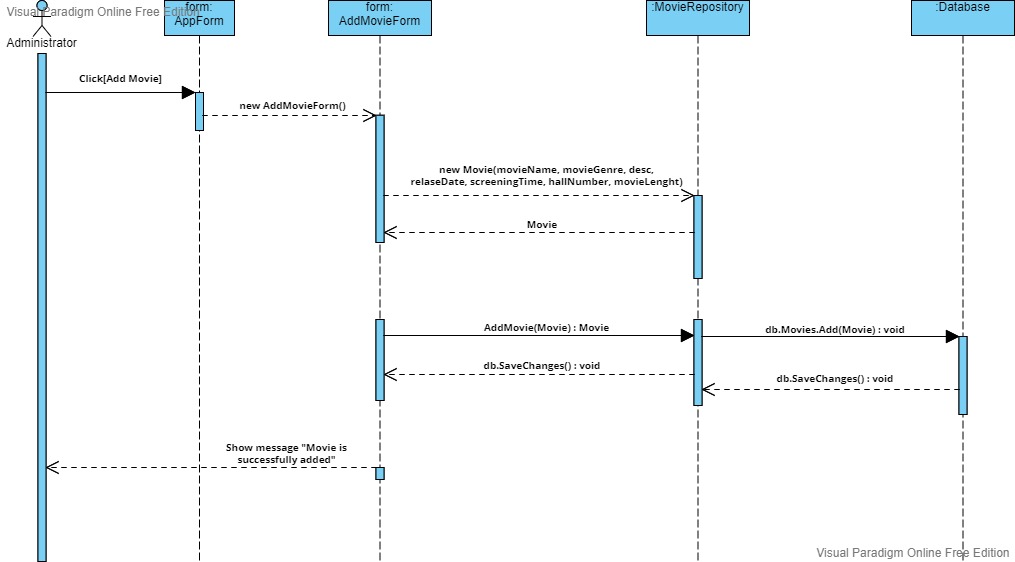 Visual Paradigm Online Free Edition
form:
AppForm
form:
AddMovieForm
:MovieRepository
:Database
Administrator
Click[Add Movie]
new AddMovieForm()
new Movie(movieName, movieGenre, desc,
relaseDate, screeningTime, hallNumber, movieLenght)
Movie
AddMovie(Movie) : Movie
db.Movies.Add(Movie) : void
db.SaveChanges() : void
db.SaveChanges() : void
Show message "Movie is
successfully added"
Visual Paradigm Online Free Edition